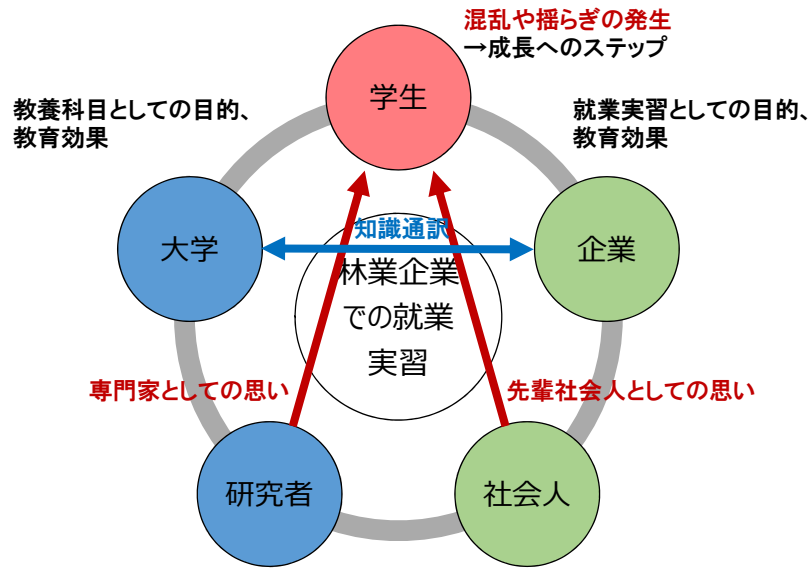 混乱や揺らぎの発生
→成長へのステップ
学生
教養科目としての目的、
教育効果
就業実習としての目的、
教育効果
大学
知識通訳
企業
林業企業
での就業
実習
専門家としての思い
先輩社会人としての思い
研究者
社会人